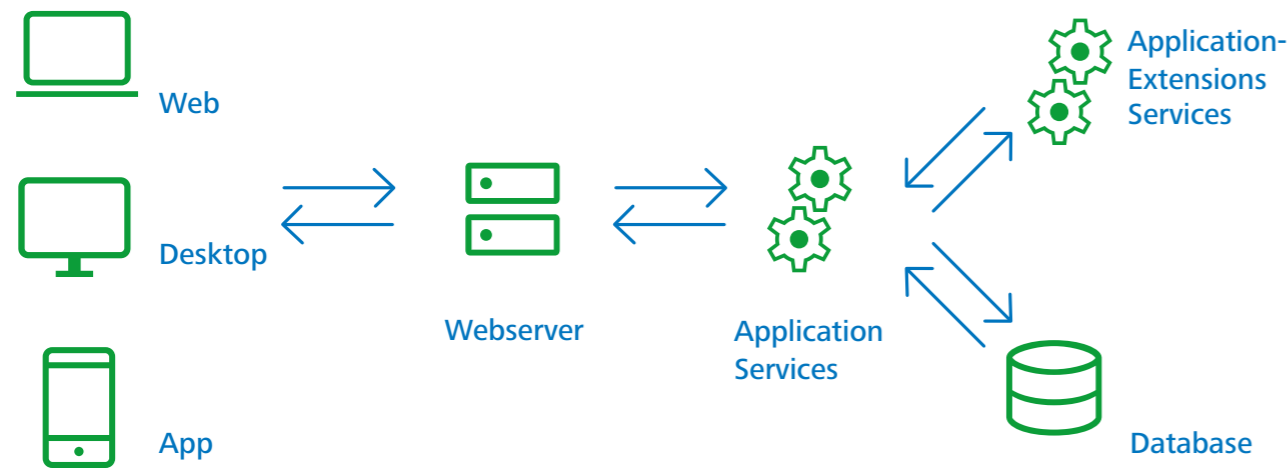 Web
Desktop
App
Webserver
Application
Services
Application-
Extensions
Services
Database